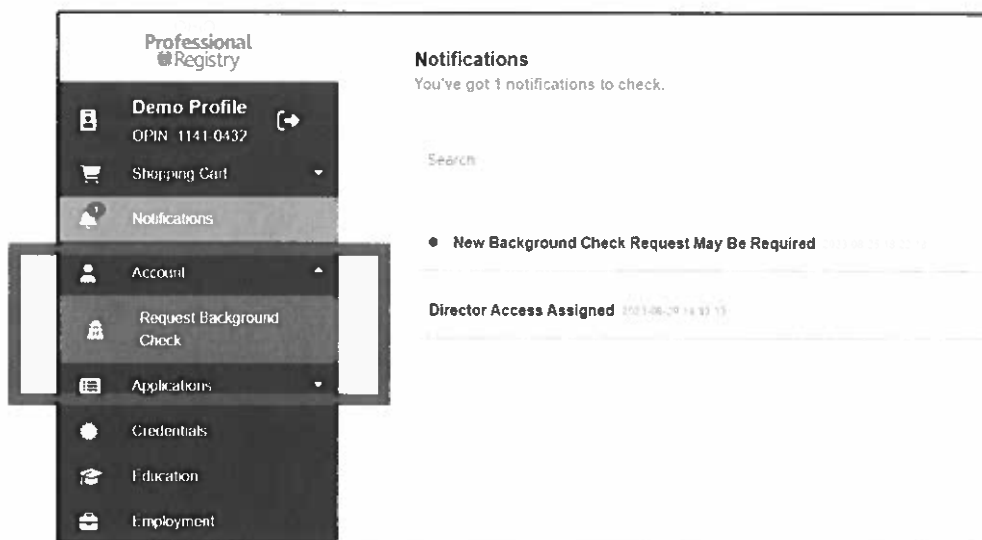 Professional
Registry
Demo Profile
OPIN 1141-0432
Shopping Cart
1
Notifications
Account
Request Background
Check
Applications
Credentials
Education
Employment
Notifications
You've got 1 notifications to check.
Search
New Background Check Request May Be Required
Director Access Assigned